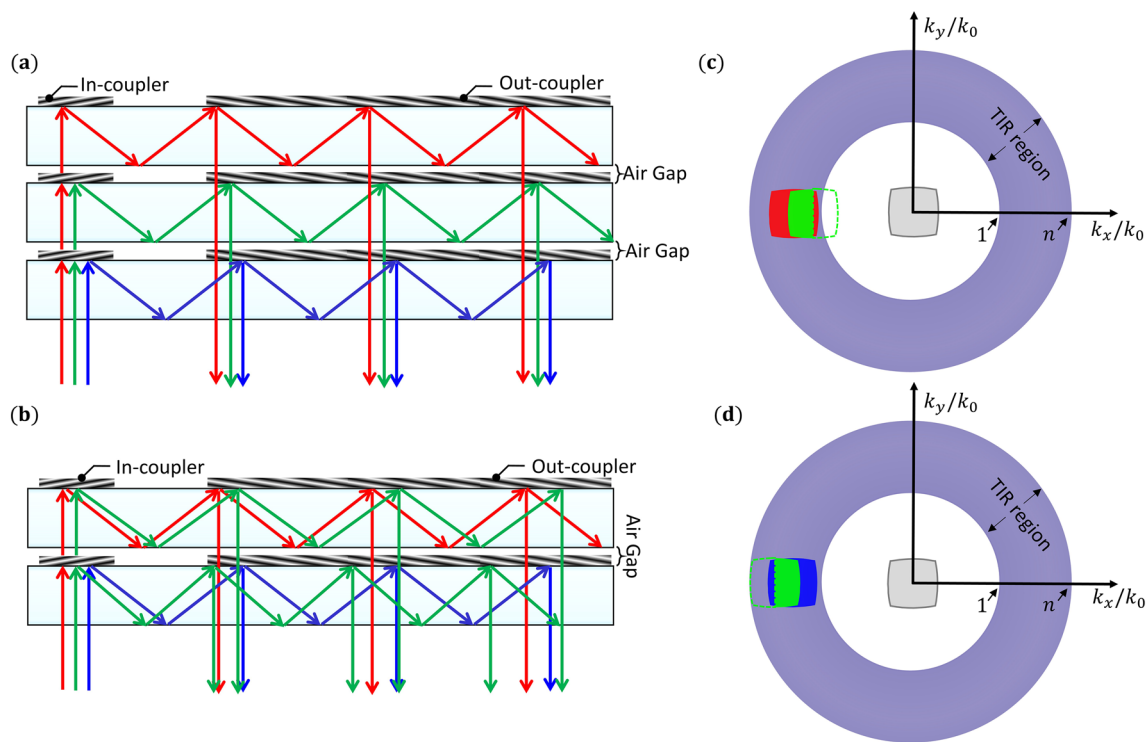 (a)
In-coupler
Out-coupler
}Air Gap
}Air Gap
(b)
In-coupler
Out-coupler
}Air Gap
(c)
k_y/k_0
TIR region
1
n
k_x/k_0
(d)
k_y/k_0
TIR region
1
n
k_x/k_0